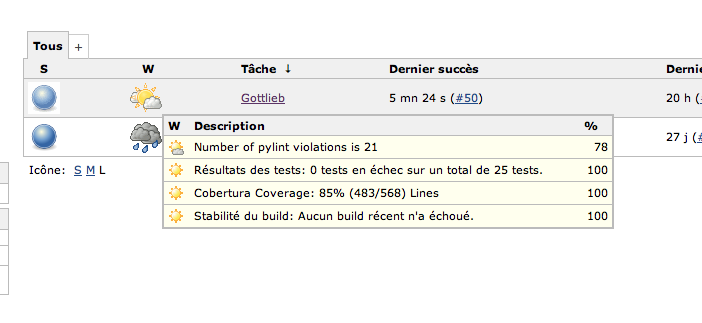 Tous +
S W Tâche ↓ Dernier succès Derniè
Gottlieb 5 mn 24 s (#50) 20 h (
W Description %
Number of pylint violations is 21 78
27 j (#
Résultats des tests: 0 tests en échec sur un total de 25 tests. 100
Icône: S M L
Cobertura Coverage: 85% (483/568) Lines 100
Stabilité du build: Aucun build récent n'a échoué. 100